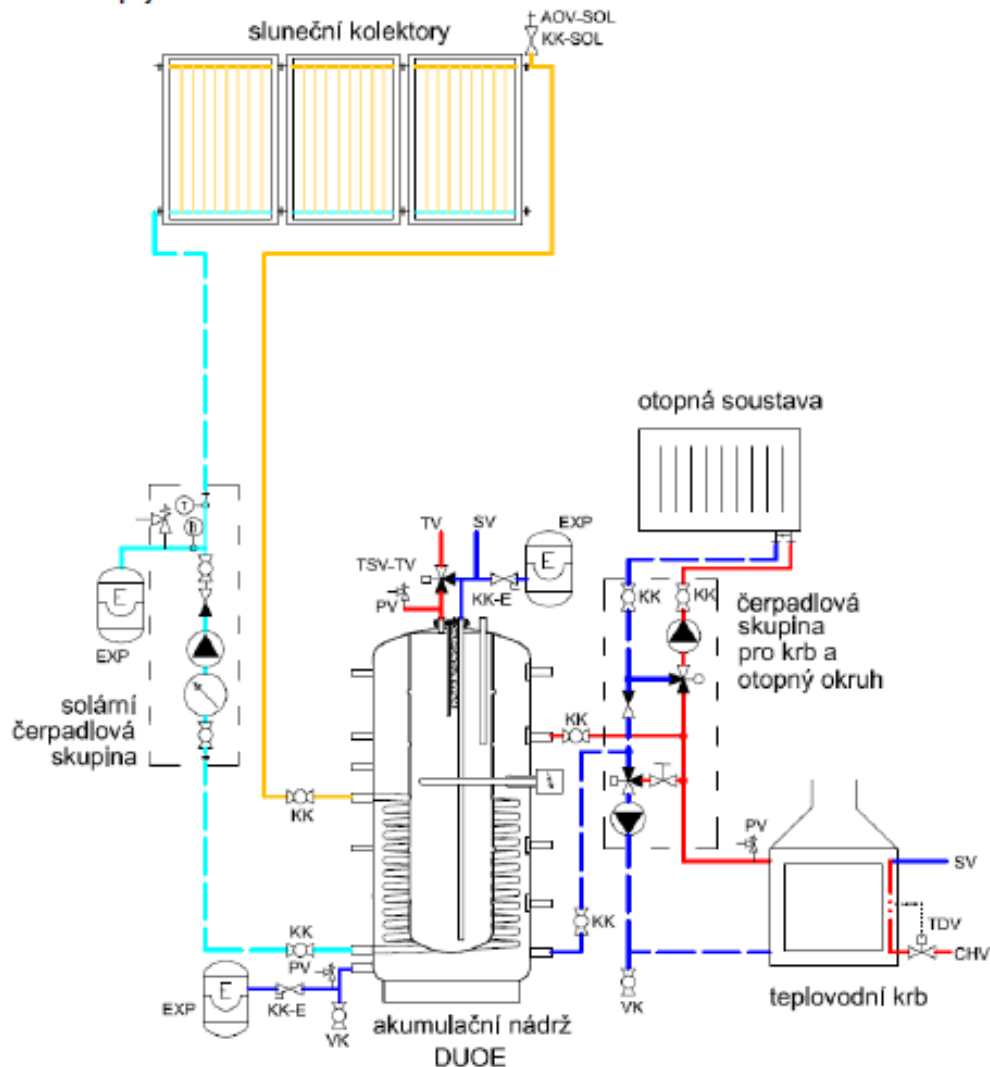 sluneční kolektory
AOV-SOL
KK-SOL
otopná soustava
T
TV
SV
EXP
E
TSV-TV
PV
KK-E
KK
KK
čerpadlová
skupina
pro krb a
otopný okruh
E
EXP
solární
čerpadlová
skupina
KK
KK
PV
SV
KK
TDV
CHV
KK
PV
E
EXP
KK-E
VK
VK
akumulační nádrž
DUOE
teplovodní krb